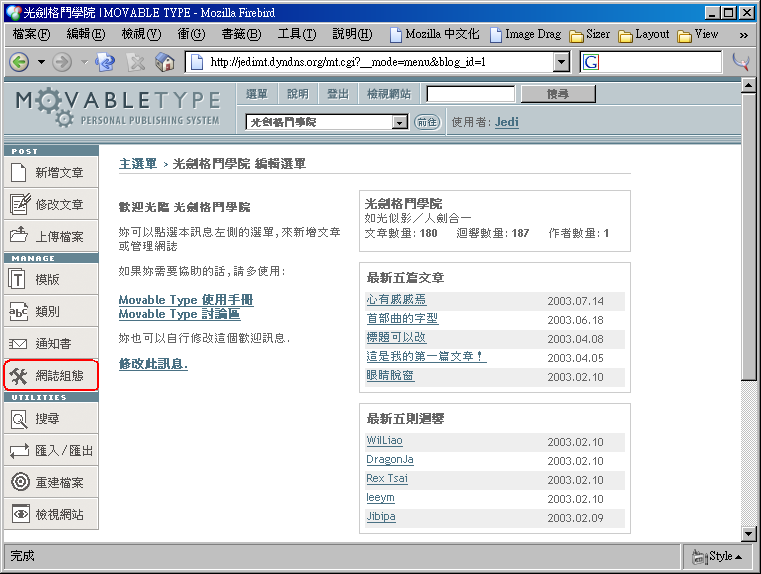 光劍格鬥學院 | MOVABLE TYPE - Mozilla Firebird
檔案(F) 編輯(E) 檢視(V) 衝(G) 書籤(B) 工具(T) 說明(H) Mozilla 中文化 Image Drag Sizer Layout View »
http://jedimt.dyndns.org/mt.cgi?__mode=menu&blog_id=1
G
MOVABLETYPE
PERSONAL PUBLISHING SYSTEM
選單 說明 登出 檢視網站 搜尋
光劍格鬥學院 前往 使用者: Jedi
POST
新增文章
修改文章
上傳檔案
MANAGE
模版
類別
通知書
網誌組態
UTILITIES
搜尋
匯入/匯出
重建檔案
檢視網站
主選單 > 光劍格鬥學院 編輯選單
歡迎光臨 光劍格鬥學院
妳可以點選本訊息左側的選單,來新增文章
或管理網誌
如果妳需要協助的話,請多使用:
Movable Type 使用手冊
Movable Type 討論區
妳也可以自行修改這個歡迎訊息.
修改此訊息.
光劍格鬥學院
如光似影／人劍合一
文章數量: 180 迴響數量: 187 作者數量: 1
最新五篇文章
心有戚戚焉 2003.07.14
首部曲的字型 2003.06.18
標題可以改 2003.04.08
這是我的第一篇文章！ 2003.04.05
眼睛脫窗 2003.02.10
最新五則迴響
WilLiao 2003.02.10
DragonJa 2003.02.10
Rex Tsai 2003.02.10
leeym 2003.02.10
Jibipa 2003.02.09
完成 Style